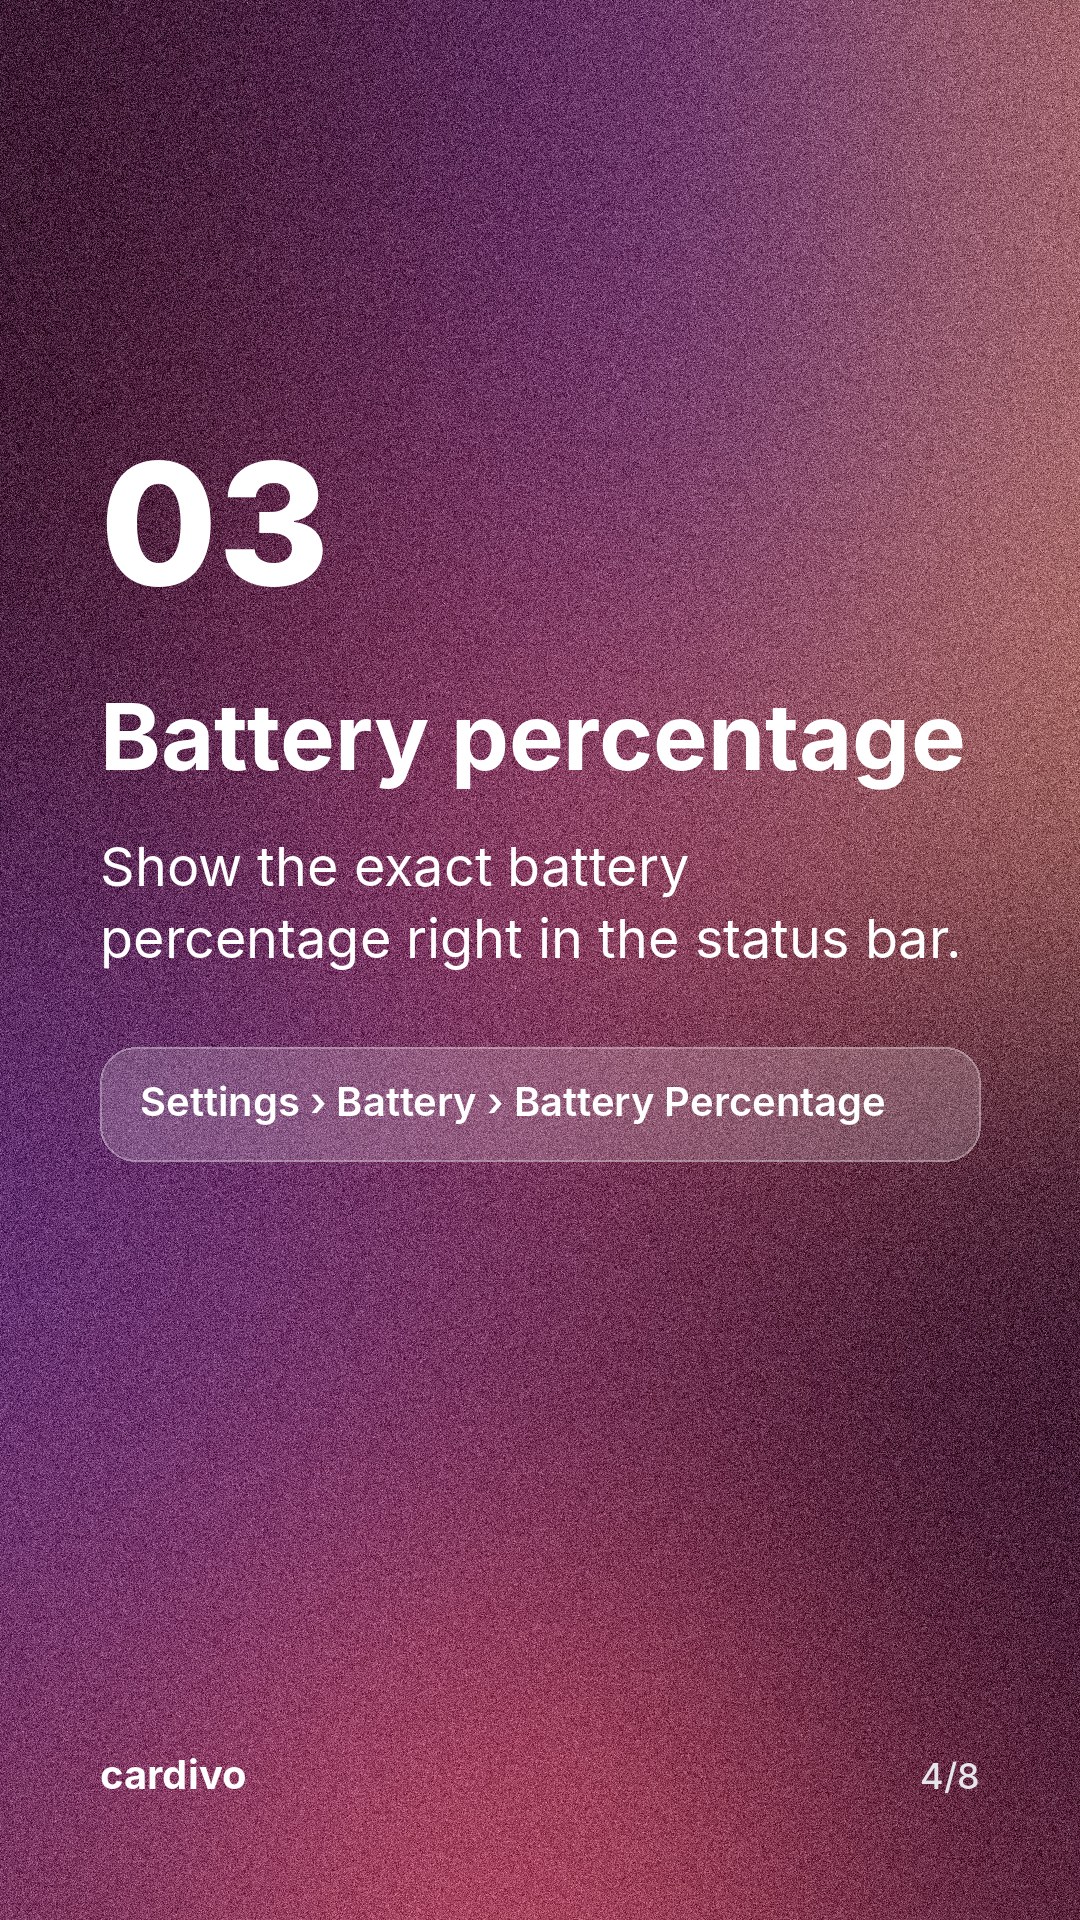 03
Battery percentage
Show the exact battery
percentage right in the status bar.
Settings › Battery › Battery Percentage
cardivo
4/8